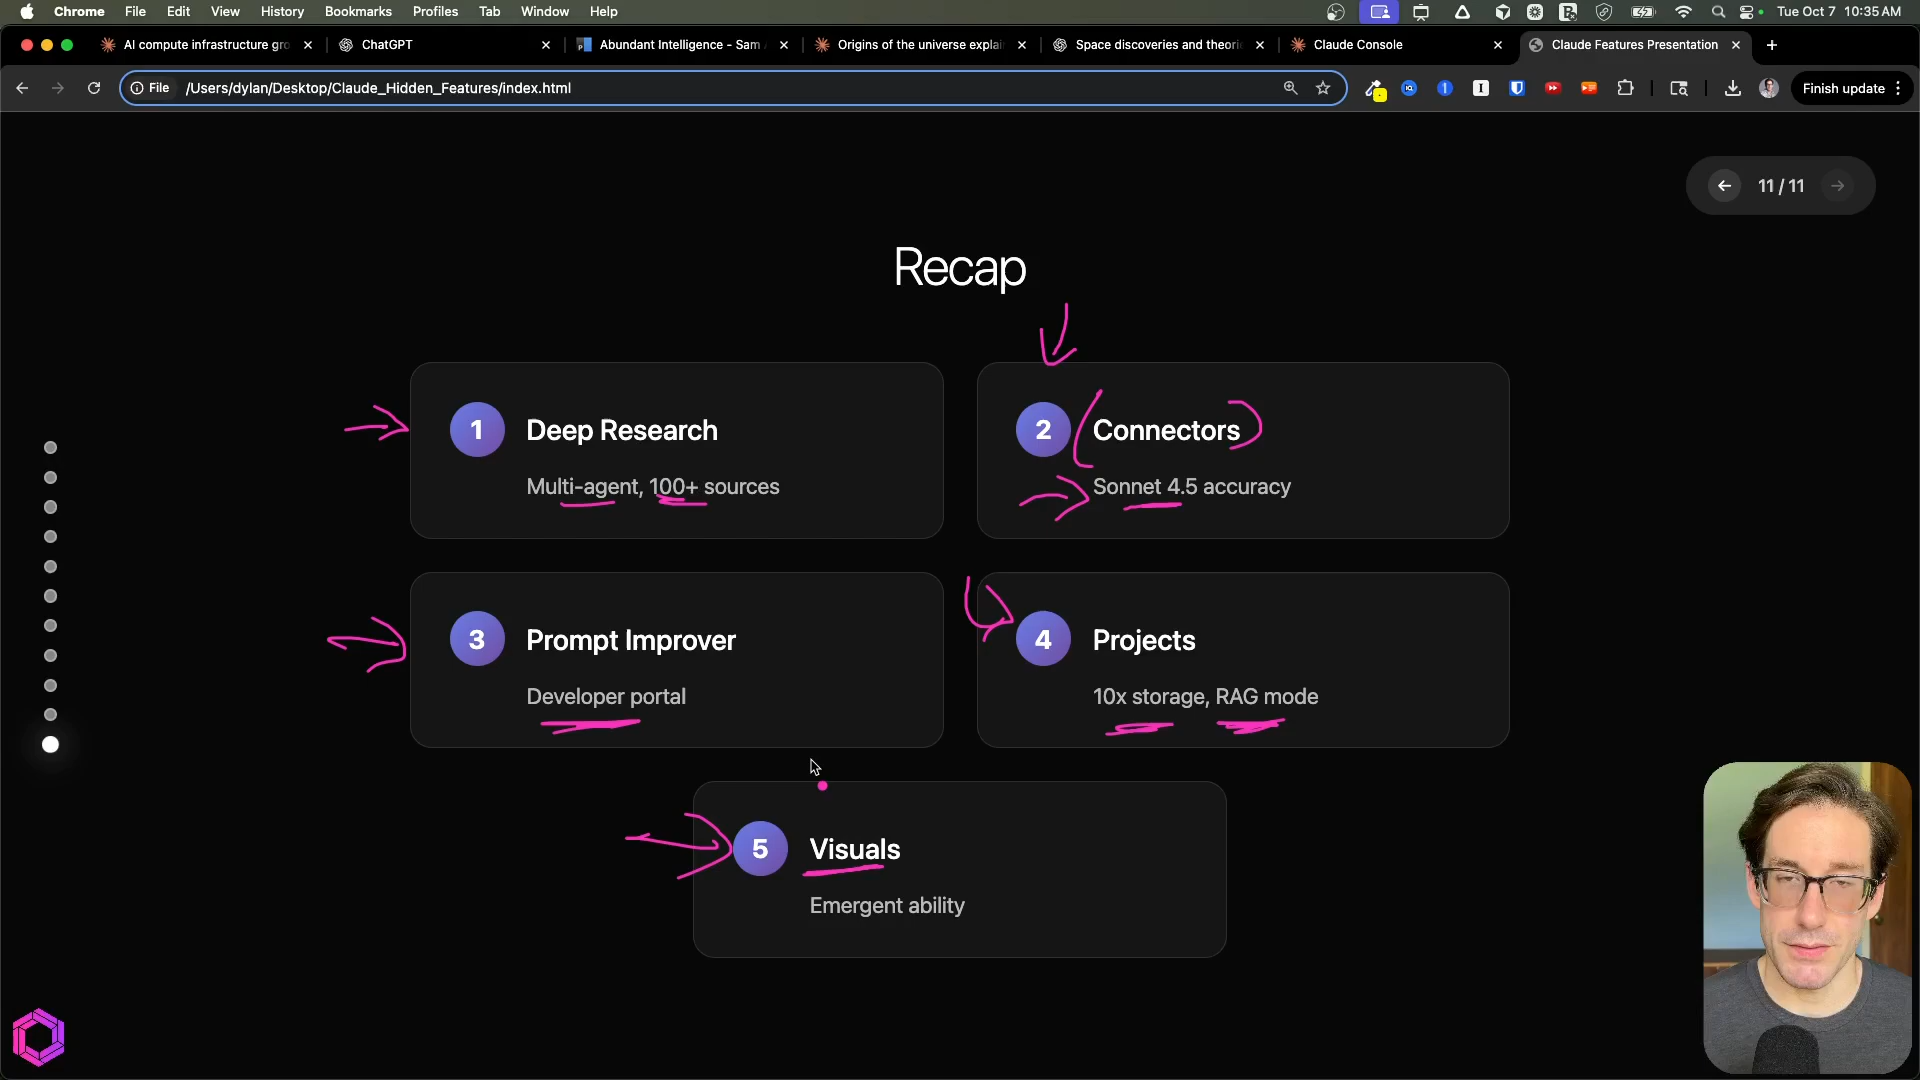 Chrome File Edit View History Bookmarks Profiles Tab Window Help Tue Oct 7 10:35 AM
AI compute infrastructure gro ChatGPT Abundant Intelligence - Sam Origins of the universe explai Space discoveries and theori Claude Console Claude Features Presentation
File /Users/dylan/Desktop/Claude_Hidden_Features/index.html Finish update
11 / 11
Recap
1 Deep Research
Multi-agent, 100+ sources
2 Connectors
Sonnet 4.5 accuracy
3 Prompt Improver
Developer portal
4 Projects
10x storage, RAG mode
5 Visuals
Emergent ability